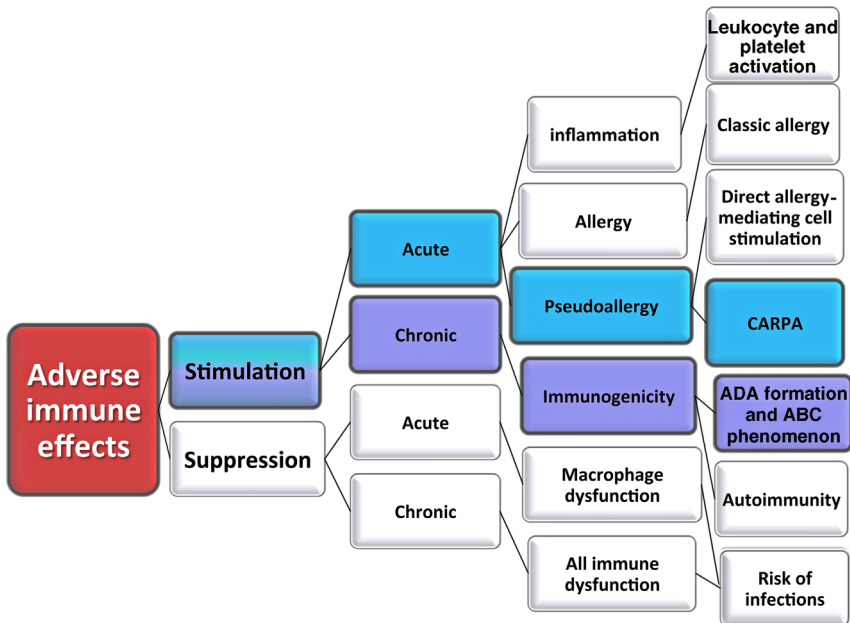 Adverse
immune
effects
Stimulation
Suppression
Acute
Chronic
Acute
Chronic
inflammation
Allergy
Pseudoallergy
Immunogenicity
Macrophage
dysfunction
All immune
dysfunction
Leukocyte and
platelet
activation
Classic allergy
Direct allergy-
mediating cell
stimulation
CARPA
ADA formation
and ABC
phenomenon
Autoimmunity
Risk of
infections